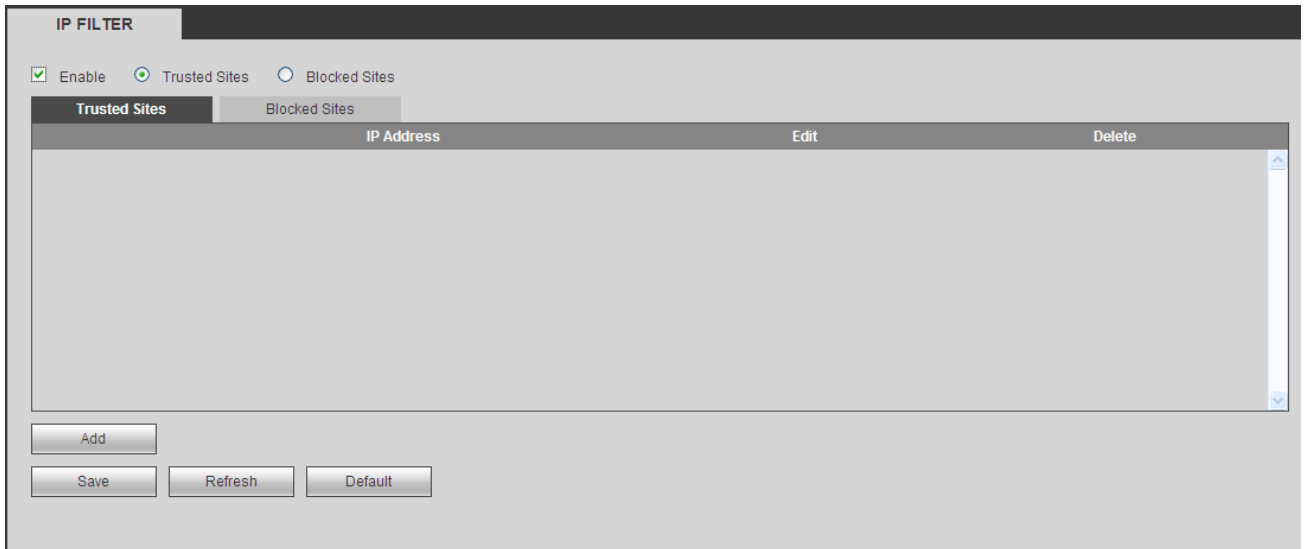 IP FILTER
Enable Trusted Sites Blocked Sites
Trusted Sites Blocked Sites
IP Address Edit Delete
Add
Save Refresh Default